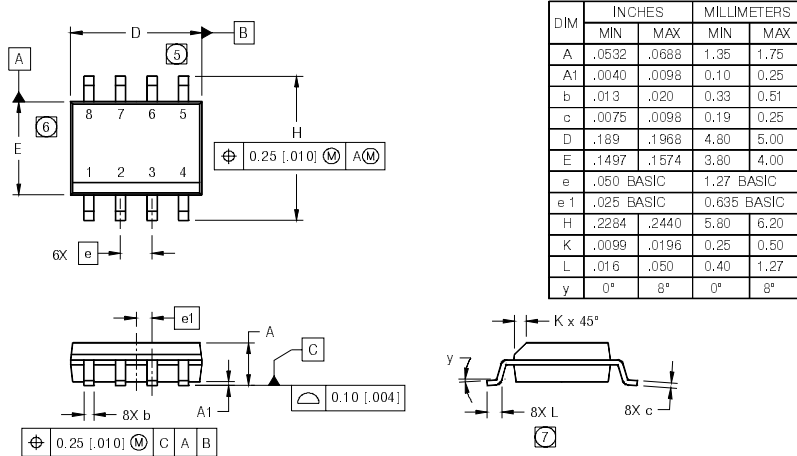 D
B
5
A
8 7 6 5
6
E
H
⌖ 0.25 [.010] Ⓜ AⓂ
1 2 3 4
6X e
DIM INCHES MILLIMETERS
MIN MAX MIN MAX
A .0532 .0688 1.35 1.75
A1 .0040 .0098 0.10 0.25
b .013 .020 0.33 0.51
c .0075 .0098 0.19 0.25
D .189 .1968 4.80 5.00
E .1497 .1574 3.80 4.00
e .050 BASIC 1.27 BASIC
e 1 .025 BASIC 0.635 BASIC
H .2284 .2440 5.80 6.20
K .0099 .0196 0.25 0.50
L .016 .050 0.40 1.27
y 0° 8° 0° 8°
e1
A
C
A1
8X b
⌓ 0.10 [.004]
⌖ 0.25 [.010] Ⓜ C A B
K x 45°
y
8X L
8X c
7